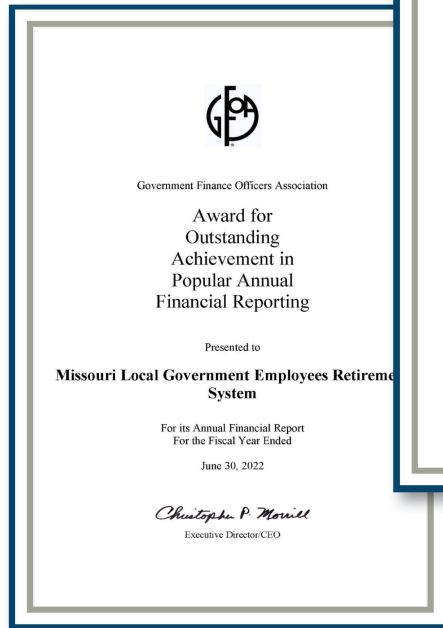 GFOA
Government Finance Officers Association
Award for
Outstanding
Achievement in
Popular Annual
Financial Reporting
Presented to
Missouri Local Government Employees Retireme
System
For its Annual Financial Report
For the Fiscal Year Ended
June 30, 2022
Christopher P. Morrill
Executive Director/CEO